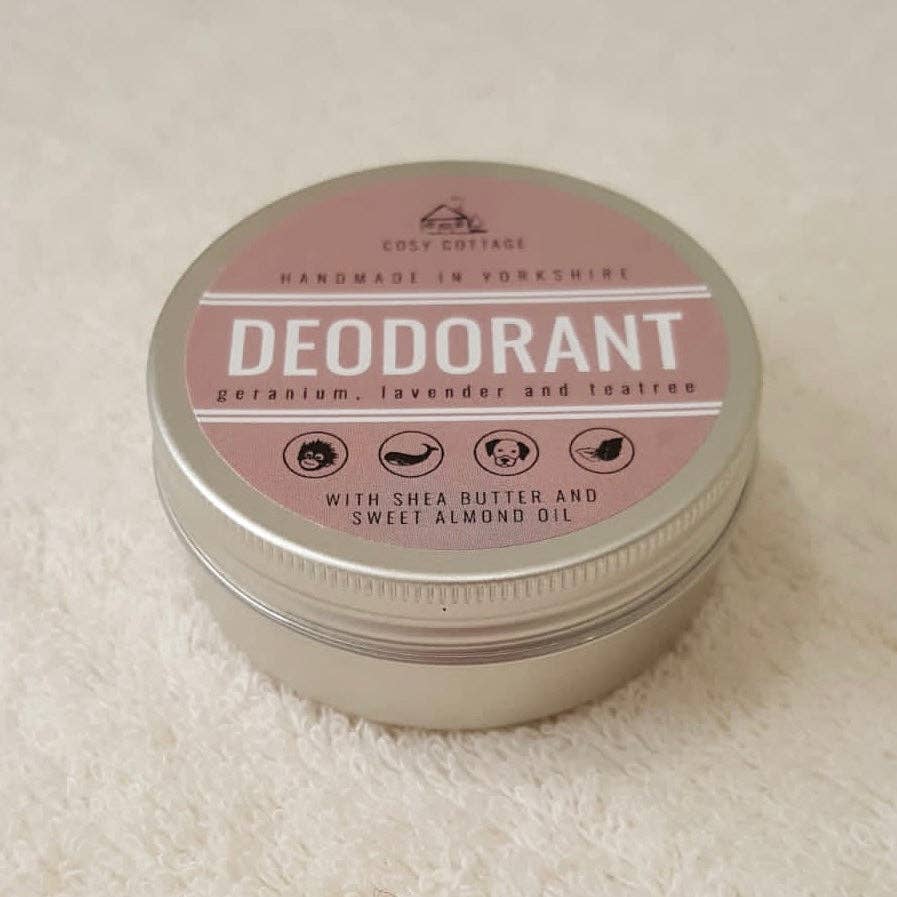 COSY COTTAGE
HANDMADE IN YORKSHIRE
DEODORANT
geranium, lavender and teatree
WITH SHEA BUTTER AND
SWEET ALMOND OIL